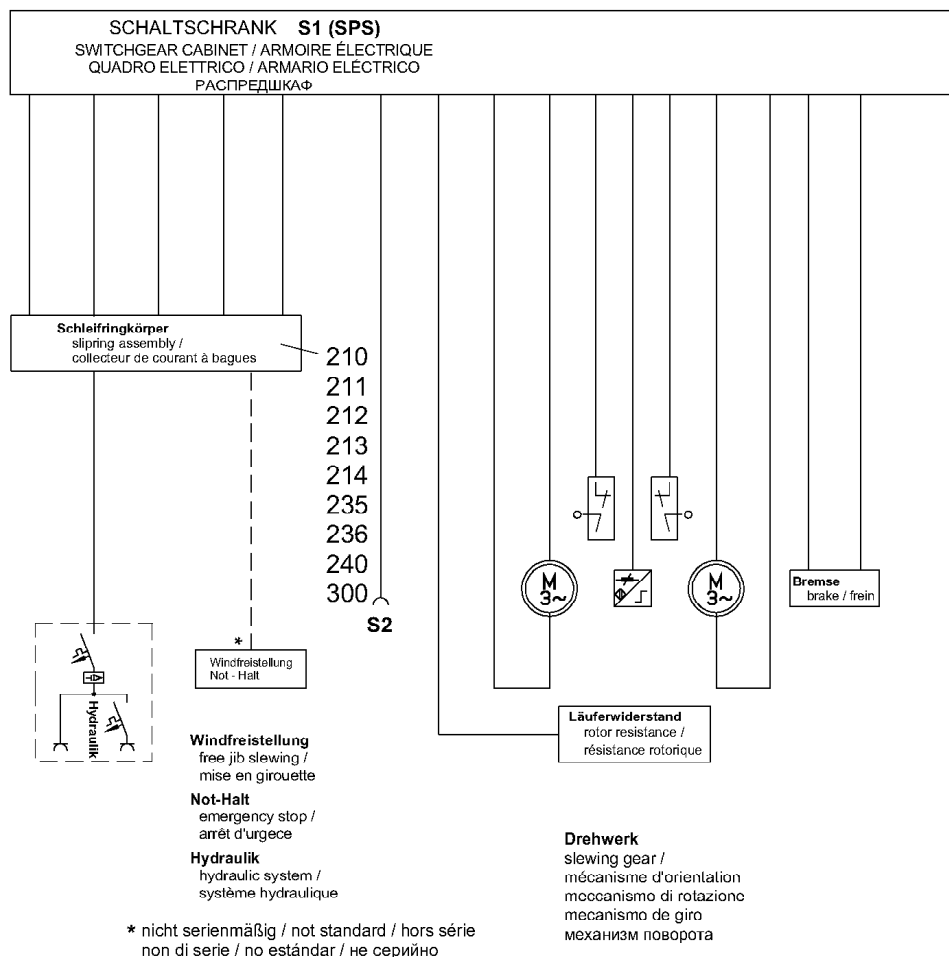 SCHALTSCHRANK S1 (SPS)
SWITCHGEAR CABINET / ARMOIRE ÉLECTRIQUE
QUADRO ELETTRICO / ARMARIO ELÉCTRICO
РАСПРЕДШКАФ
Schleifringkörper
slipring assembly /
collecteur de courant à bagues
210
211
212
213
214
235
236
240
300
S2
M
3~
M
3~
Bremse
brake / frein
*
Windfreistellung
Not - Halt
Hydraulik
Läuferwiderstand
rotor resistance /
résistance rotorique
Windfreistellung
free jib slewing /
mise en girouette
Not-Halt
emergency stop /
arrêt d'urgece
Hydraulik
hydraulic system /
système hydraulique
Drehwerk
slewing gear /
mécanisme d'orientation
meccanismo di rotazione
mecanismo de giro
механизм поворота
* nicht serienmäßig / not standard / hors série
non di serie / no estándar / не серийно